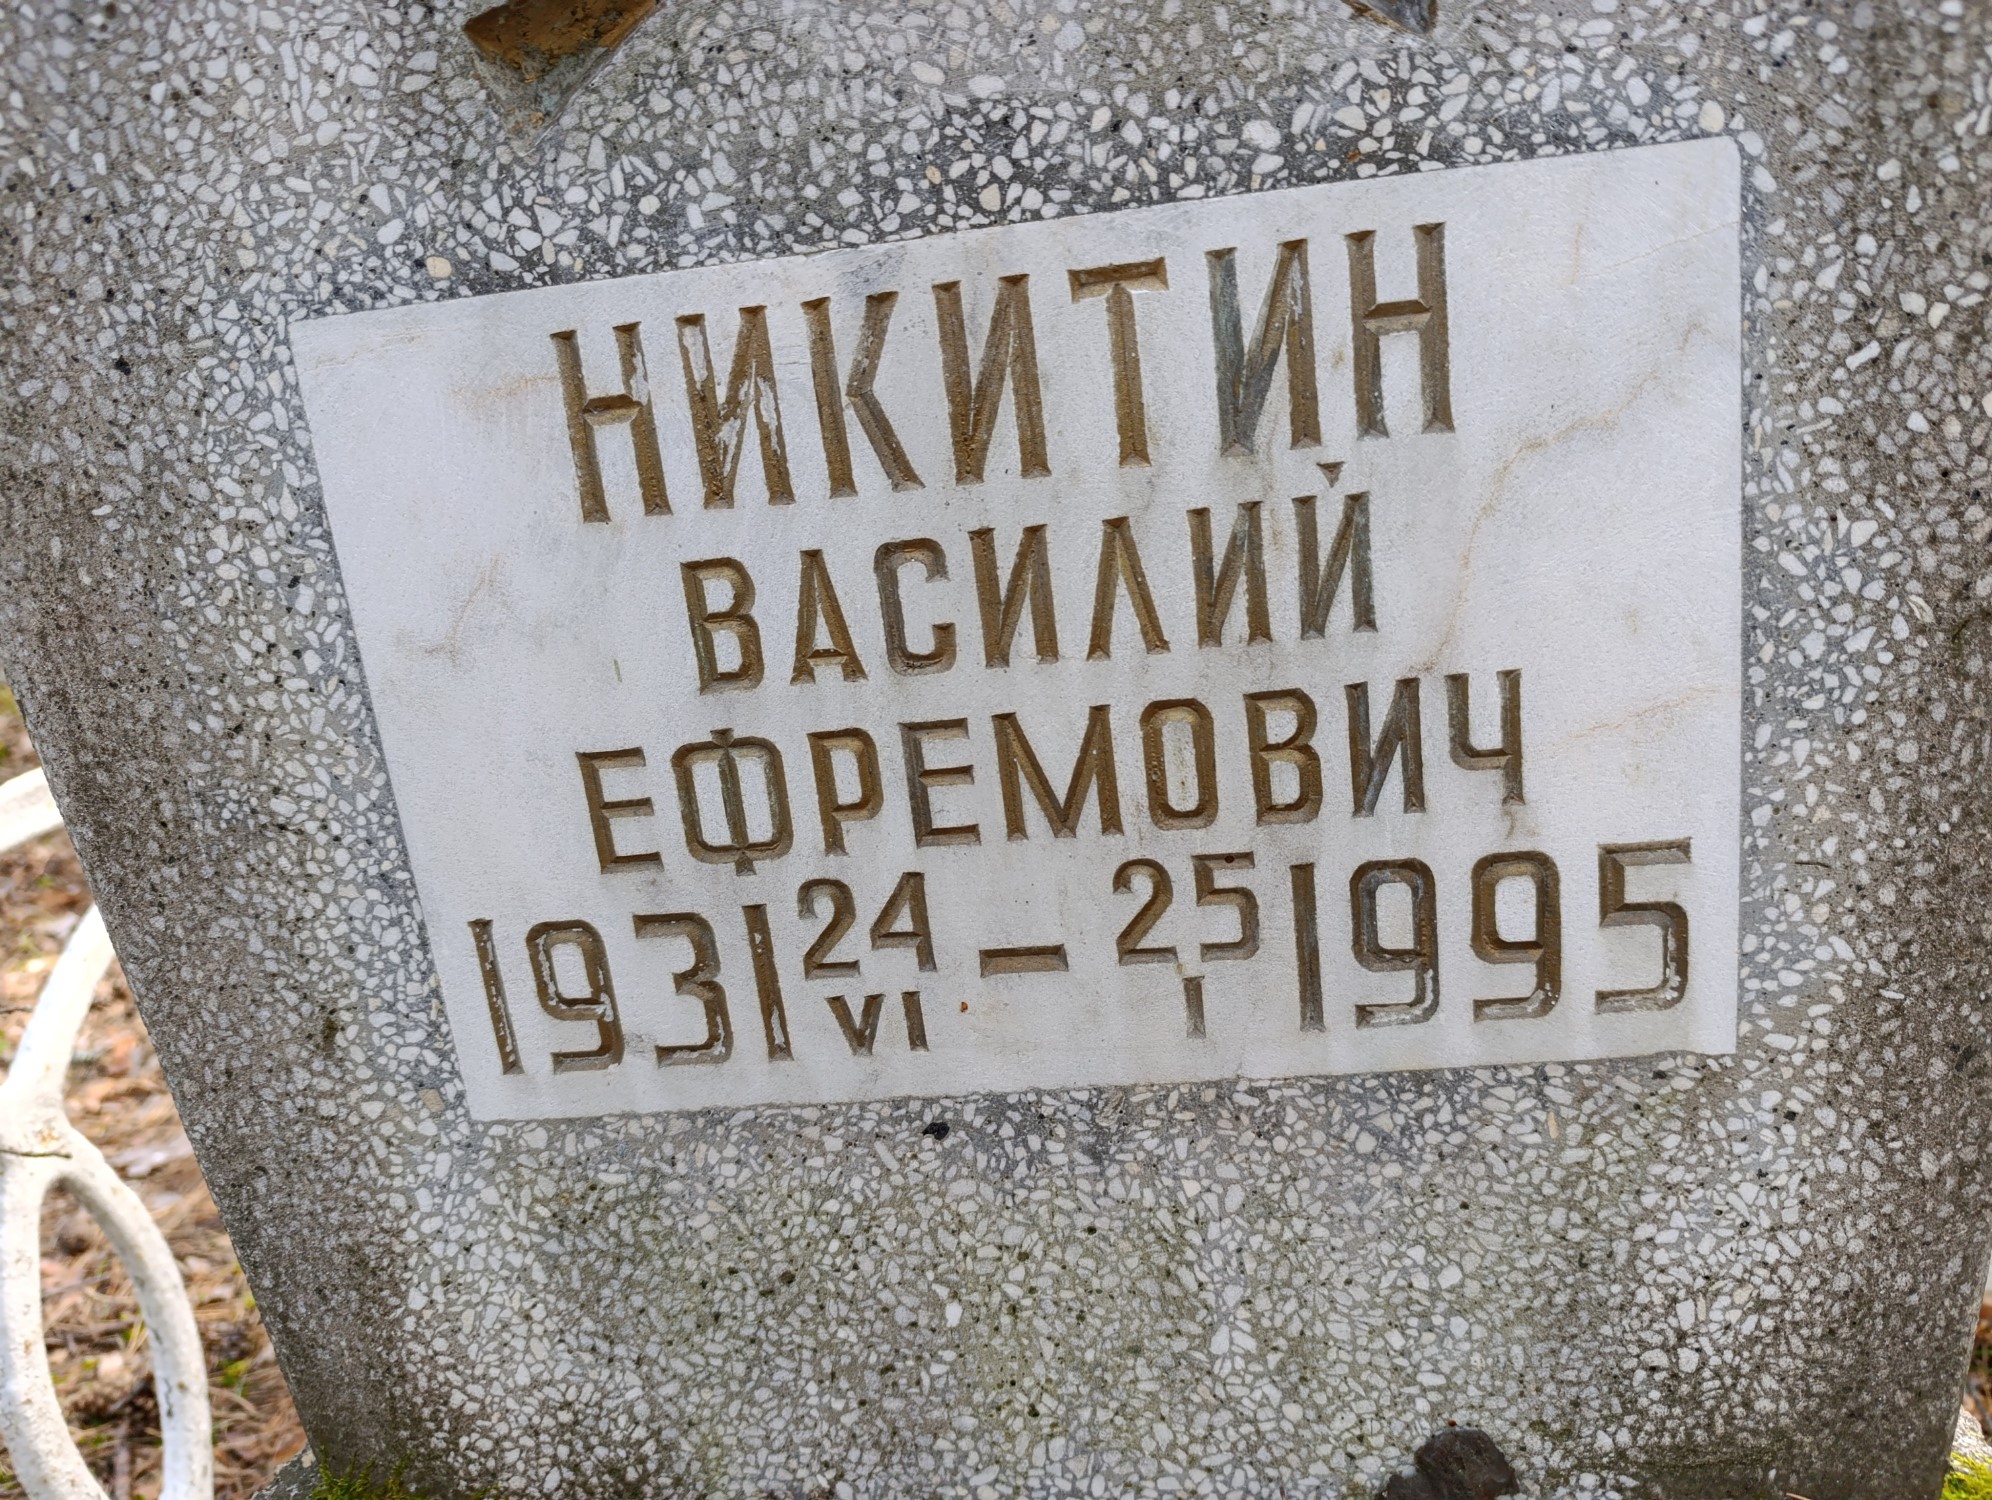 НИКИТИН
ВАСИЛИЙ
ЕФРЕМОВИЧ
1931 24/VI – 25/I 1995